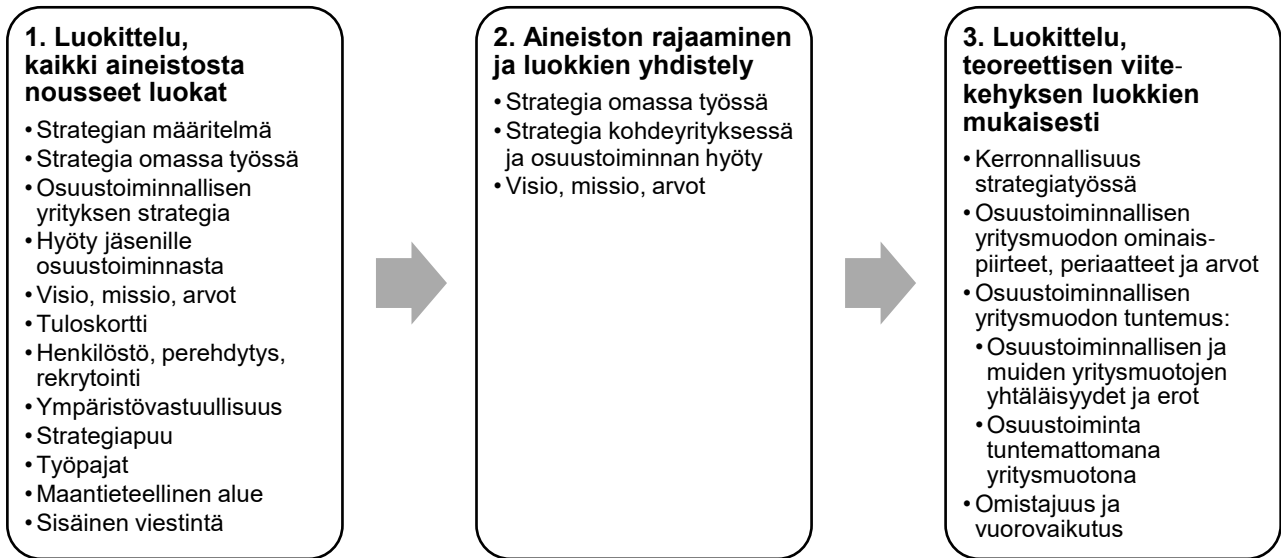 1. Luokittelu,
kaikki aineistosta
nousseet luokat
• Strategian määritelmä
• Strategia omassa työssä
• Osuustoiminnallisen
yrityksen strategia
• Hyöty jäsenille
osuustoiminnasta
• Visio, missio, arvot
• Tuloskortti
• Henkilöstö, perehdytys,
rekrytointi
• Ympäristövastuullisuus
• Strategiapuu
• Työpajat
• Maantieteellinen alue
• Sisäinen viestintä
2. Aineiston rajaaminen
ja luokkien yhdistely
• Strategia omassa työssä
• Strategia kohdeyrityksessä
ja osuustoiminnan hyöty
• Visio, missio, arvot
3. Luokittelu,
teoreettisen viite-
kehyksen luokkien
mukaisesti
• Kerronnallisuus
strategiatyössä
• Osuustoiminnallisen
yritysmuodon ominais-
piirteet, periaatteet ja arvot
• Osuustoiminnallisen
yritysmuodon tuntemus:
• Osuustoiminnallisen ja
muiden yritysmuotojen
yhtäläisyydet ja erot
• Osuustoiminta
tuntemattomana
yritysmuotona
• Omistajuus ja
vuorovaikutus